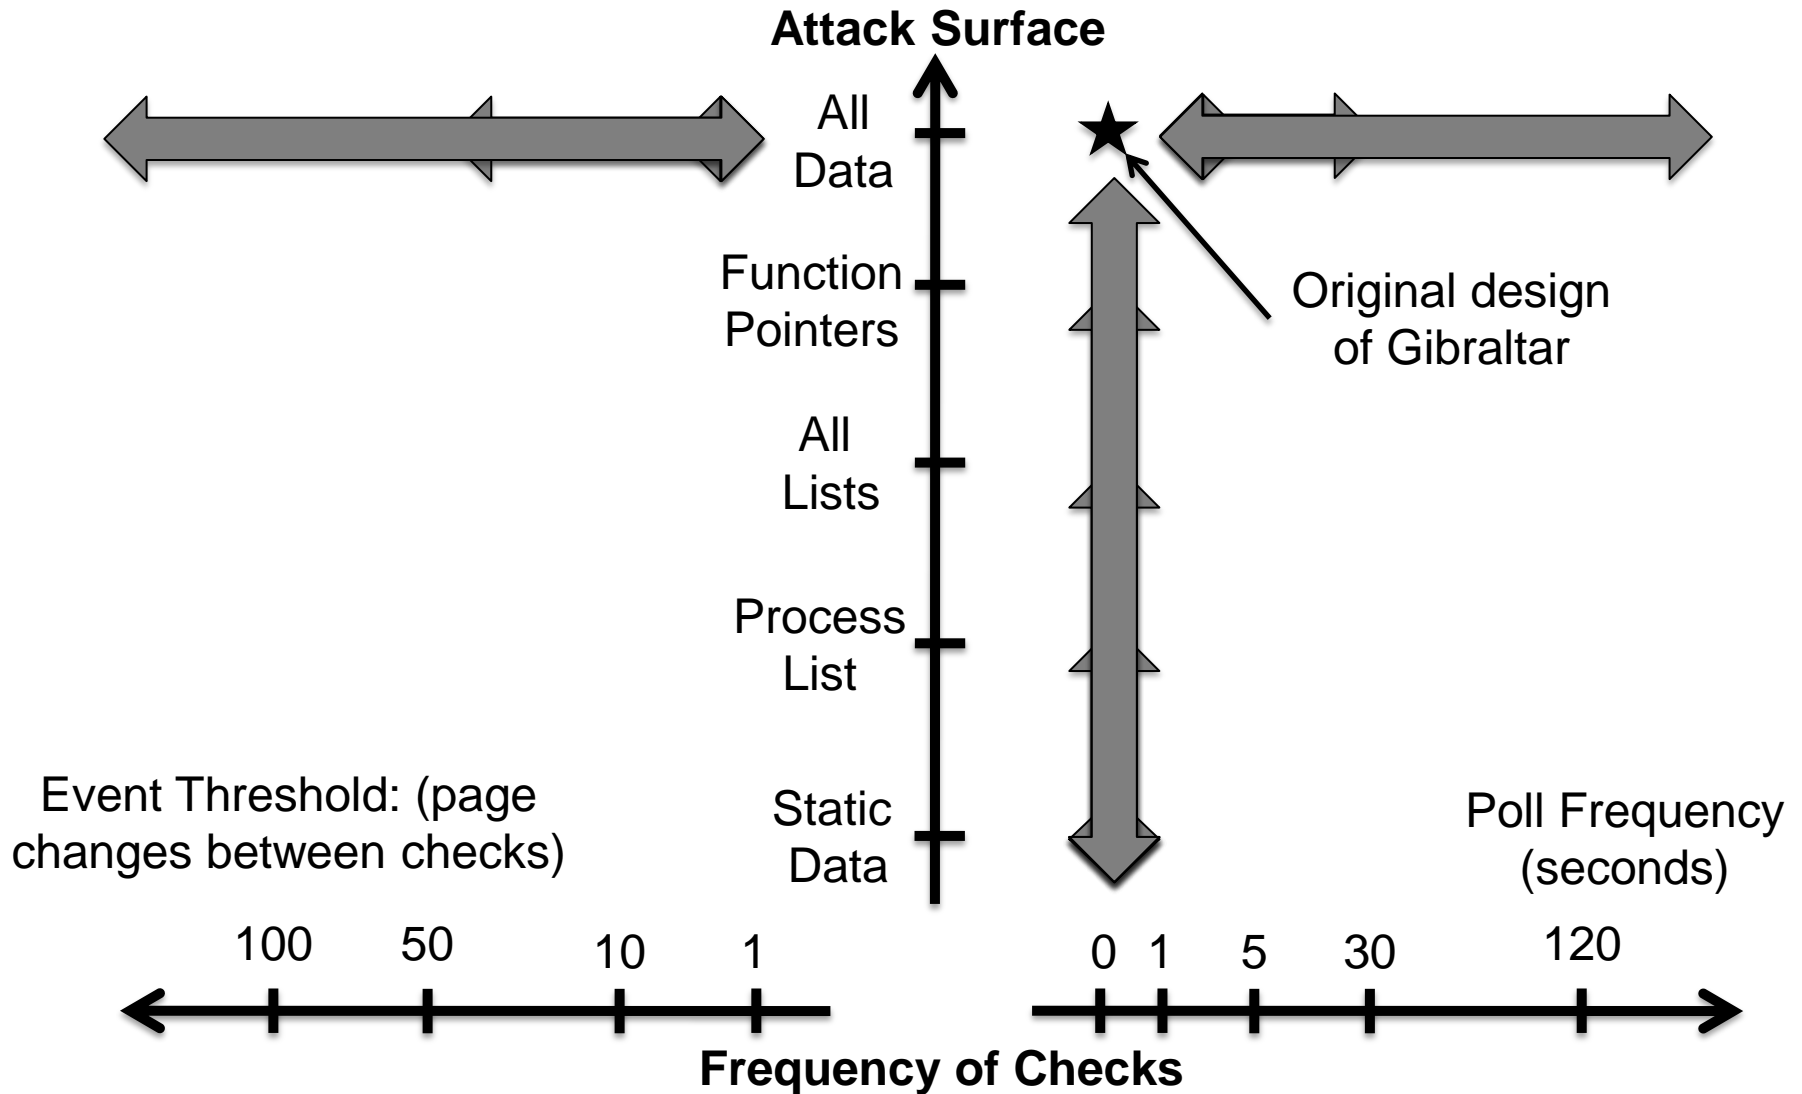 Attack Surface
All
Data
Function
Pointers
Original design
of Gibraltar
All
Lists
Process
List
Event Threshold: (page
changes between checks)
Static
Data
Poll Frequency
(seconds)
100 50 10 1
0 1 5 30 120
Frequency of Checks